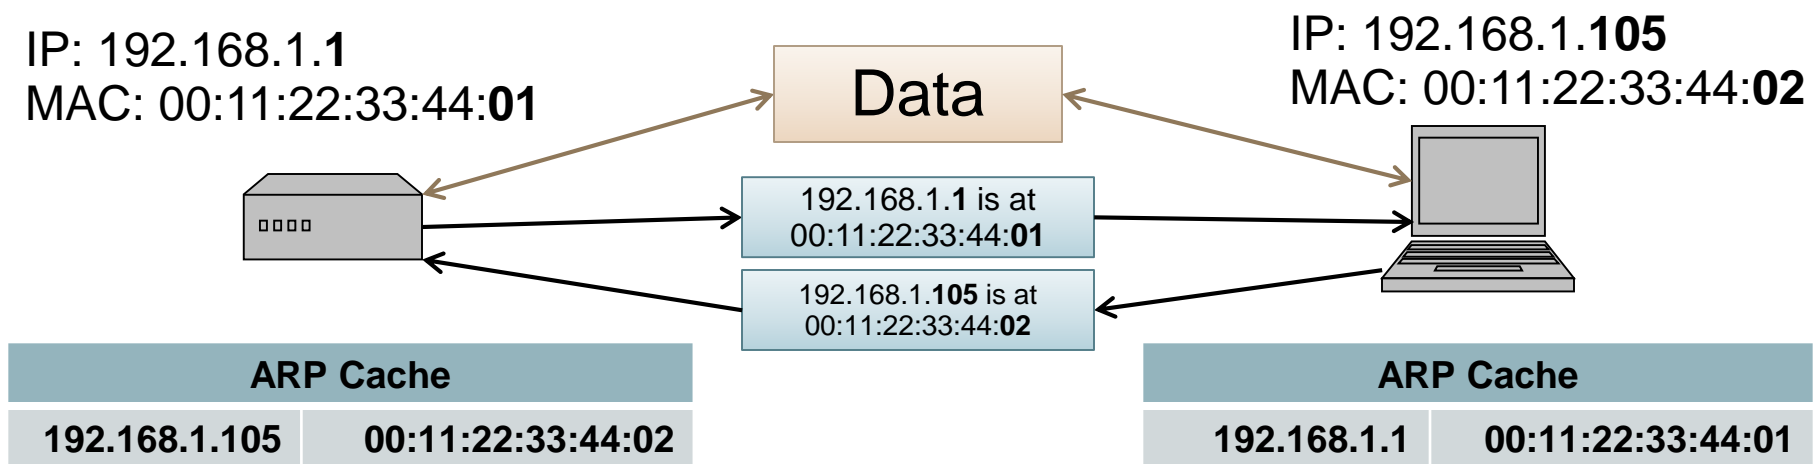 IP: 192.168.1.1
MAC: 00:11:22:33:44:01
Data
IP: 192.168.1.105
MAC: 00:11:22:33:44:02
192.168.1.1 is at
00:11:22:33:44:01
192.168.1.105 is at
00:11:22:33:44:02
ARP Cache
192.168.1.105 00:11:22:33:44:02
ARP Cache
192.168.1.1 00:11:22:33:44:01